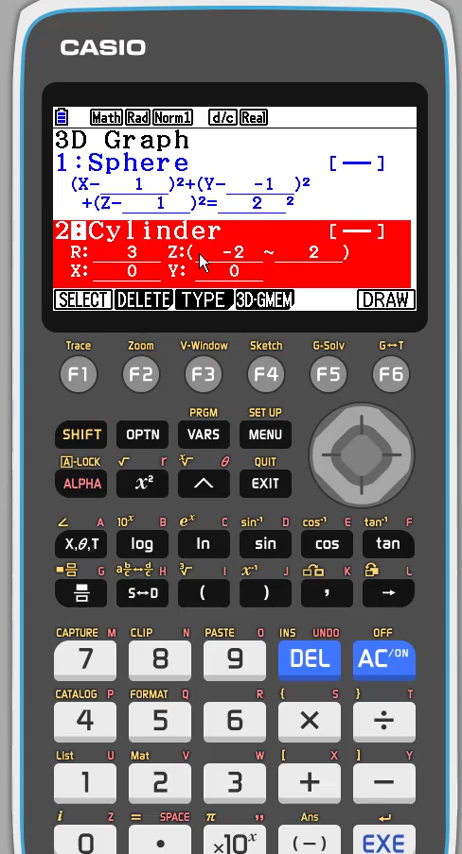 CASIO
Math Rad Norm1 d/c Real
3D Graph
1:Sphere [—]
(X- 1 )²+(Y- -1 )²
+(Z- 1 )²= 2 ²
2:Cylinder [—]
R: 3 Z:( -2 ~ 2 )
X: 0 Y: 0
SELECT DELETE TYPE 3D-GMEM DRAW
Trace Zoom V-Window Sketch G-Solv G↔T
F1 F2 F3 F4 F5 F6
PRGM SET UP
SHIFT OPTN VARS MENU
A-LOCK √ r ˣ√ θ QUIT
ALPHA x² ^ EXIT
∠ A 10ˣ B eˣ C sin⁻¹ D cos⁻¹ E tan⁻¹ F
X,θ,T log ln sin cos tan
G a b/c↔d/c H ³√ I x⁻¹ J K L
S↔D ( ) , →
CAPTURE M CLIP N PASTE O INS UNDO OFF
7 8 9 DEL AC/ON
CATALOG P FORMAT Q R { S } T
4 5 6 × ÷
List U Mat V W [ X ] Y
1 2 3 + −
i Z = SPACE π " Ans ↵
0 • ×10ˣ (−) EXE